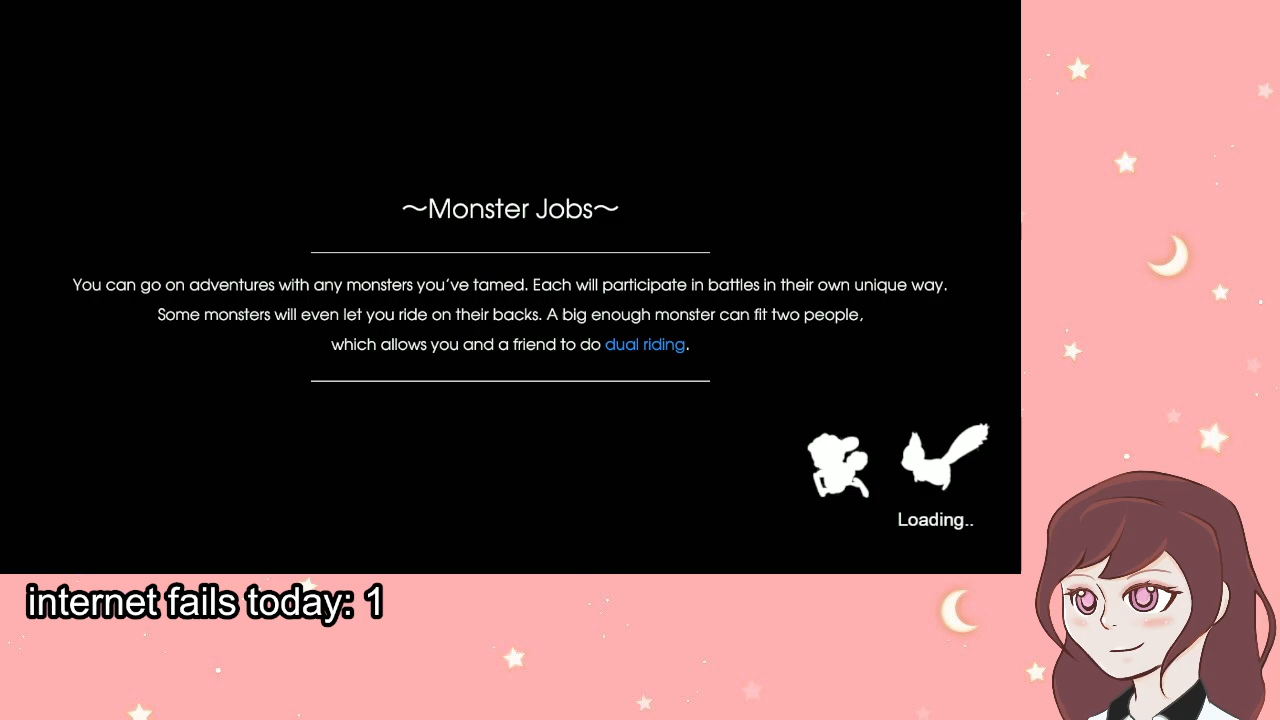 ～Monster Jobs～
You can go on adventures with any monsters you've tamed. Each will participate in battles in their own unique way.
Some monsters will even let you ride on their backs. A big enough monster can fit two people,
which allows you and a friend to do dual riding.
Loading..
internet fails today: 1